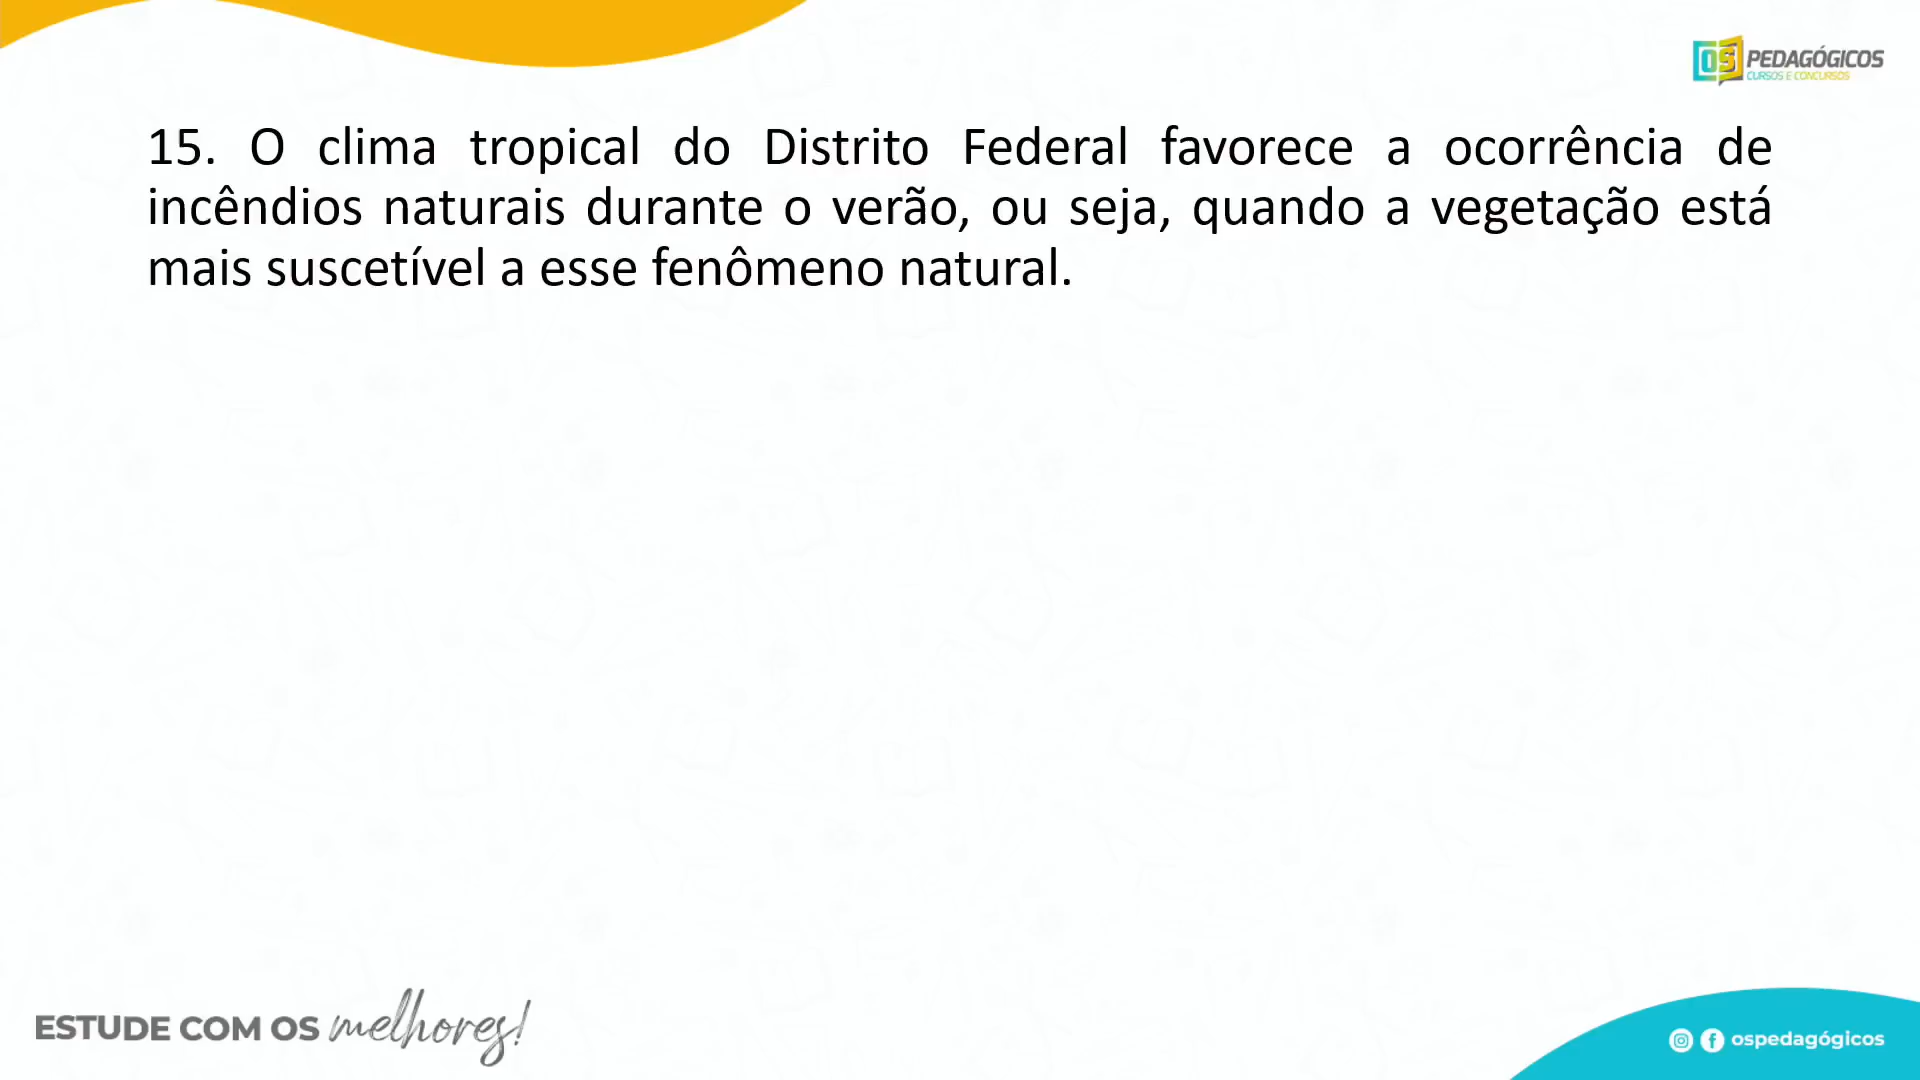 OS PEDAGÓGICOS
CURSOS E CONCURSOS
15. O clima tropical do Distrito Federal favorece a ocorrência de
incêndios naturais durante o verão, ou seja, quando a vegetação está
mais suscetível a esse fenômeno natural.
ESTUDE COM OS melhores!
ospedagógicos